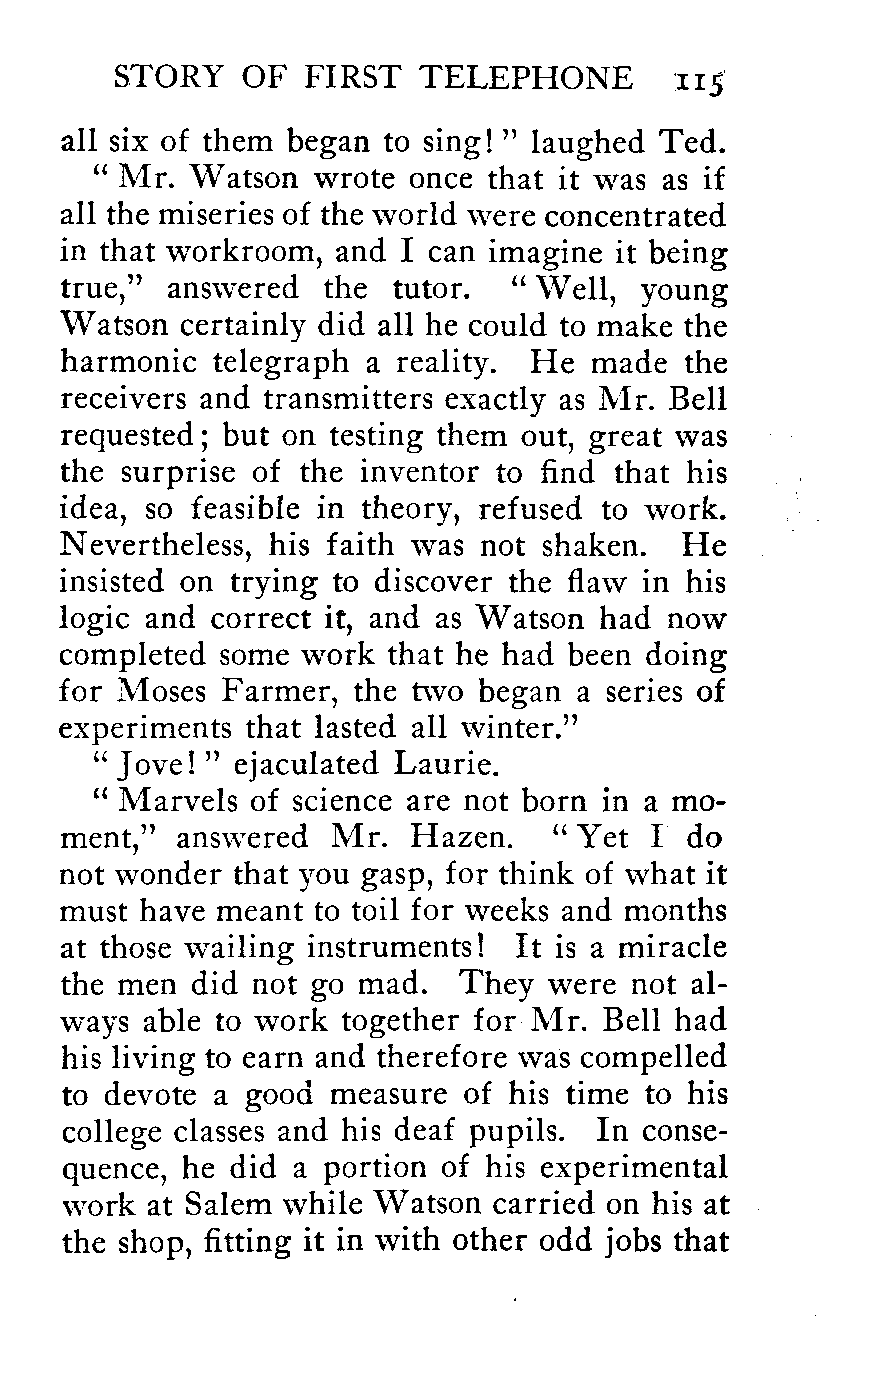 STORY OF FIRST TELEPHONE 115
all six of them began to sing! " laughed Ted.
" Mr. Watson wrote once that it was as if
all the miseries of the world were concentrated
in that workroom, and I can imagine it being
true," answered the tutor. " Well, young
Watson certainly did all he could to make the
harmonic telegraph a reality. He made the
receivers and transmitters exactly as Mr. Bell
requested; but on testing them out, great was
the surprise of the inventor to find that his
idea, so feasible in theory, refused to work.
Nevertheless, his faith was not shaken. He
insisted on trying to discover the flaw in his
logic and correct it, and as Watson had now
completed some work that he had been doing
for Moses Farmer, the two began a series of
experiments that lasted all winter."
" Jove! " ejaculated Laurie.
" Marvels of science are not born in a mo-
ment," answered Mr. Hazen. " Yet I do
not wonder that you gasp, for think of what it
must have meant to toil for weeks and months
at those wailing instruments! It is a miracle
the men did not go mad. They were not al-
ways able to work together for Mr. Bell had
his living to earn and therefore was compelled
to devote a good measure of his time to his
college classes and his deaf pupils. In conse-
quence, he did a portion of his experimental
work at Salem while Watson carried on his at
the shop, fitting it in with other odd jobs that